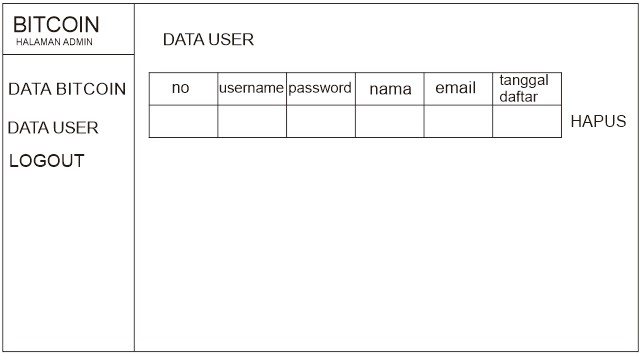 BITCOIN
HALAMAN ADMIN
DATA BITCOIN
DATA USER
LOGOUT
DATA USER
no username password nama email tanggal daftar
HAPUS